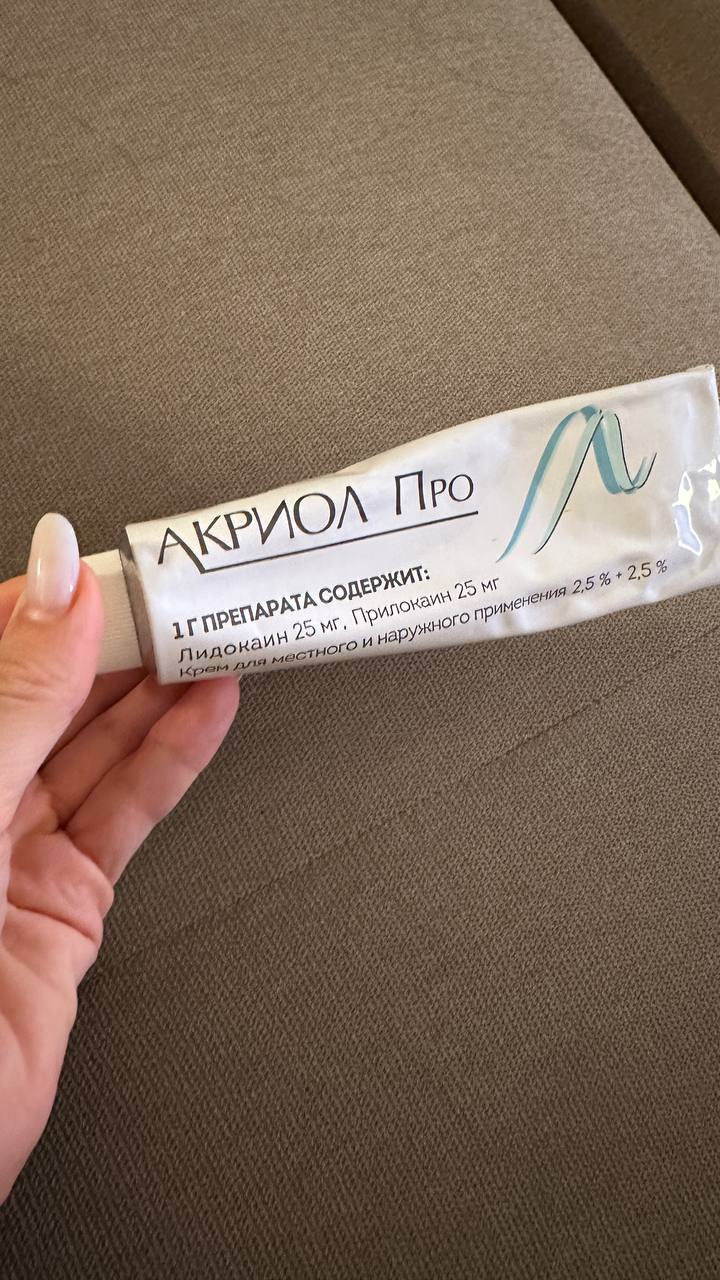 АКРИОЛ ПРО
1 Г ПРЕПАРАТА СОДЕРЖИТ:
Лидокаин 25 мг, Прилокаин 25 мг
Крем для местного и наружного применения 2,5 % + 2,5 %